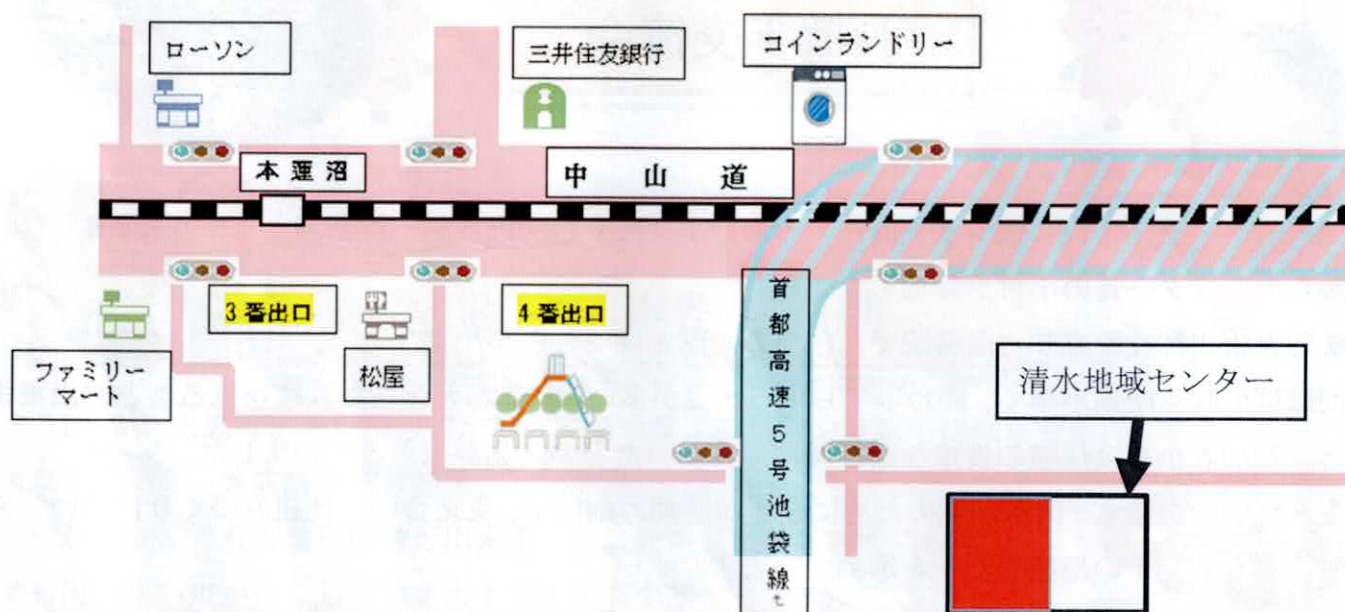 ローソン
三井住友銀行
コインランドリー
本蓮沼
中山道
3番出口
4番出口
ファミリー
マート
松屋
首都高速5号池袋線
清水地域センター